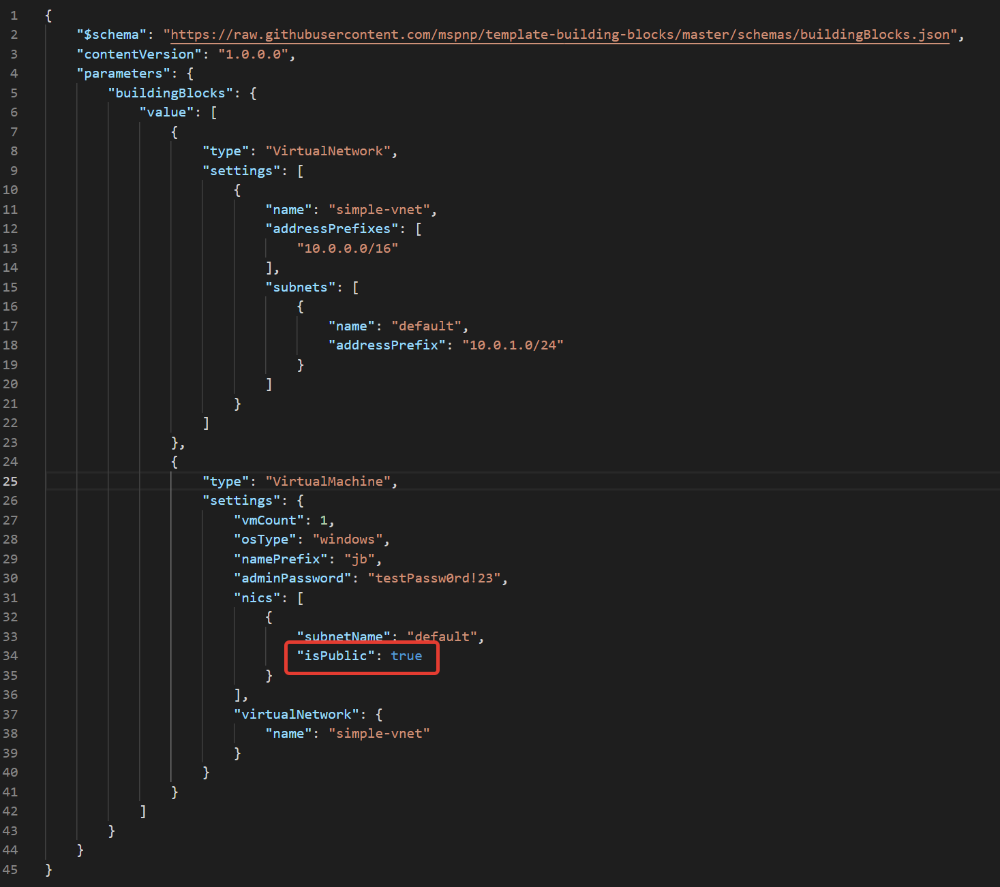 1 {
2     "$schema": "https://raw.githubusercontent.com/mspnp/template-building-blocks/master/schemas/buildingBlocks.json",
3     "contentVersion": "1.0.0.0",
4     "parameters": {
5         "buildingBlocks": {
6             "value": [
7                 {
8                     "type": "VirtualNetwork",
9                     "settings": [
10                         {
11                             "name": "simple-vnet",
12                             "addressPrefixes": [
13                                 "10.0.0.0/16"
14                             ],
15                             "subnets": [
16                                 {
17                                     "name": "default",
18                                     "addressPrefix": "10.0.1.0/24"
19                                 }
20                             ]
21                         }
22                     ]
23                 },
24                 {
25                     "type": "VirtualMachine",
26                     "settings": {
27                         "vmCount": 1,
28                         "osType": "windows",
29                         "namePrefix": "jb",
30                         "adminPassword": "testPassw0rd!23",
31                         "nics": [
32                             {
33                                 "subnetName": "default",
34                                 "isPublic": true
35                             }
36                         ],
37                         "virtualNetwork": {
38                             "name": "simple-vnet"
39                         }
40                     }
41                 }
42             ]
43         }
44     }
45 }